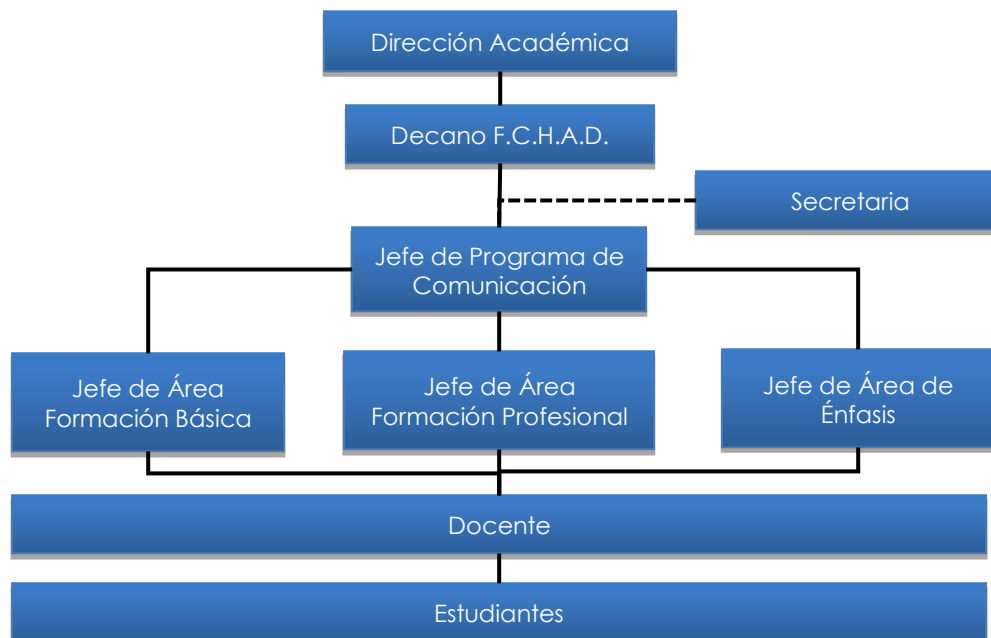 Dirección Académica
Decano F.C.H.A.D.
Secretaria
Jefe de Programa de
Comunicación
Jefe de Área
Formación Básica
Jefe de Área
Formación Profesional
Jefe de Área de
Énfasis
Docente
Estudiantes